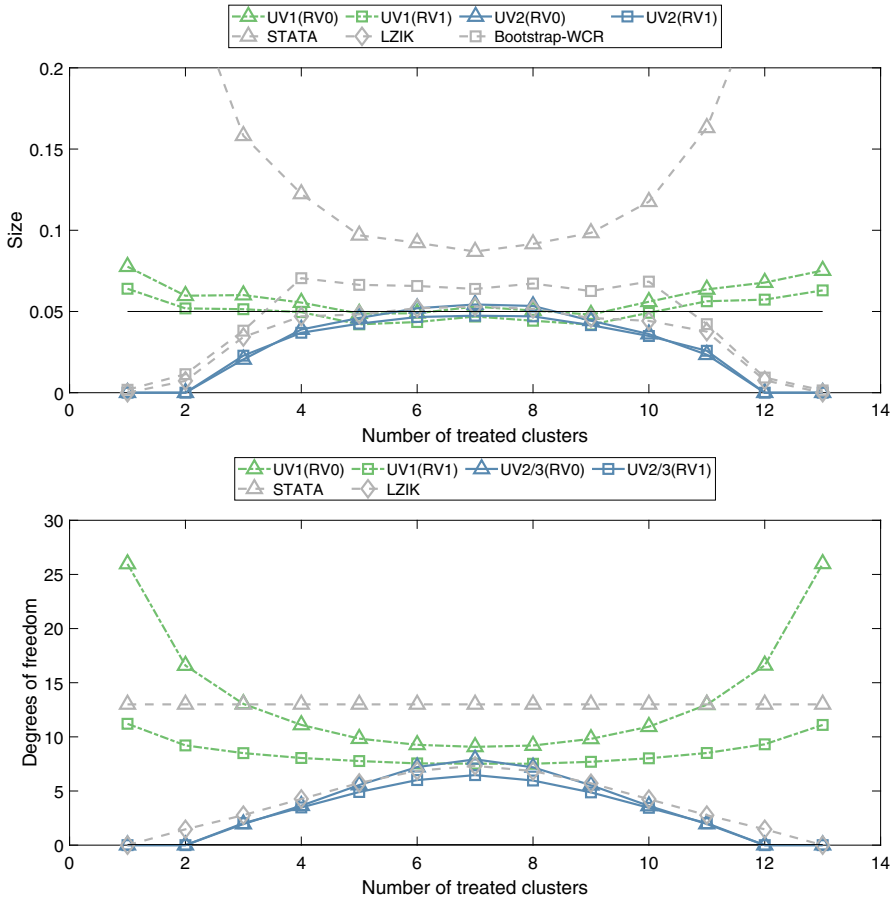 UV1(RV0) UV1(RV1) UV2(RV0) UV2(RV1)
STATA LZIK Bootstrap-WCR
0.2
0.15
0.1
0.05
0
Size
0 2 4 6 8 10 12 14
Number of treated clusters
UV1(RV0) UV1(RV1) UV2/3(RV0) UV2/3(RV1)
STATA LZIK
30
25
20
15
10
5
0
Degrees of freedom
0 2 4 6 8 10 12 14
Number of treated clusters